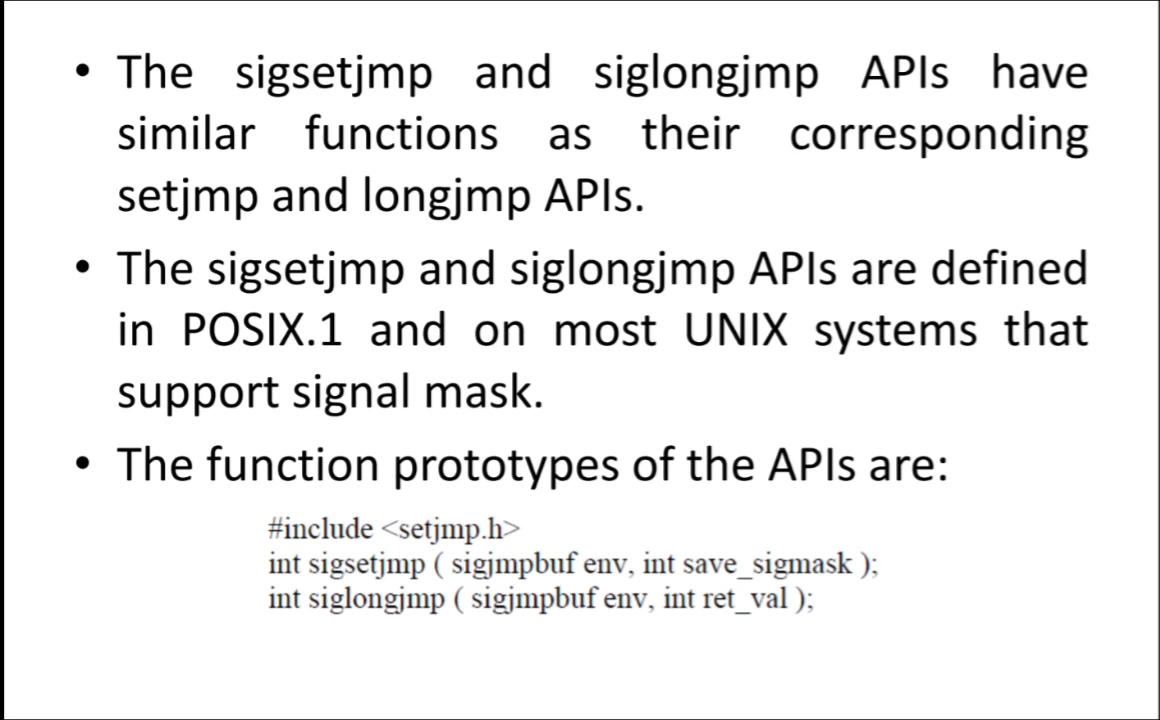 • The sigsetjmp and siglongjmp APIs have
similar functions as their corresponding
setjmp and longjmp APIs.
• The sigsetjmp and siglongjmp APIs are defined
in POSIX.1 and on most UNIX systems that
support signal mask.
• The function prototypes of the APIs are:
#include <setjmp.h>
int sigsetjmp ( sigjmpbuf env, int save_sigmask );
int siglongjmp ( sigjmpbuf env, int ret_val );